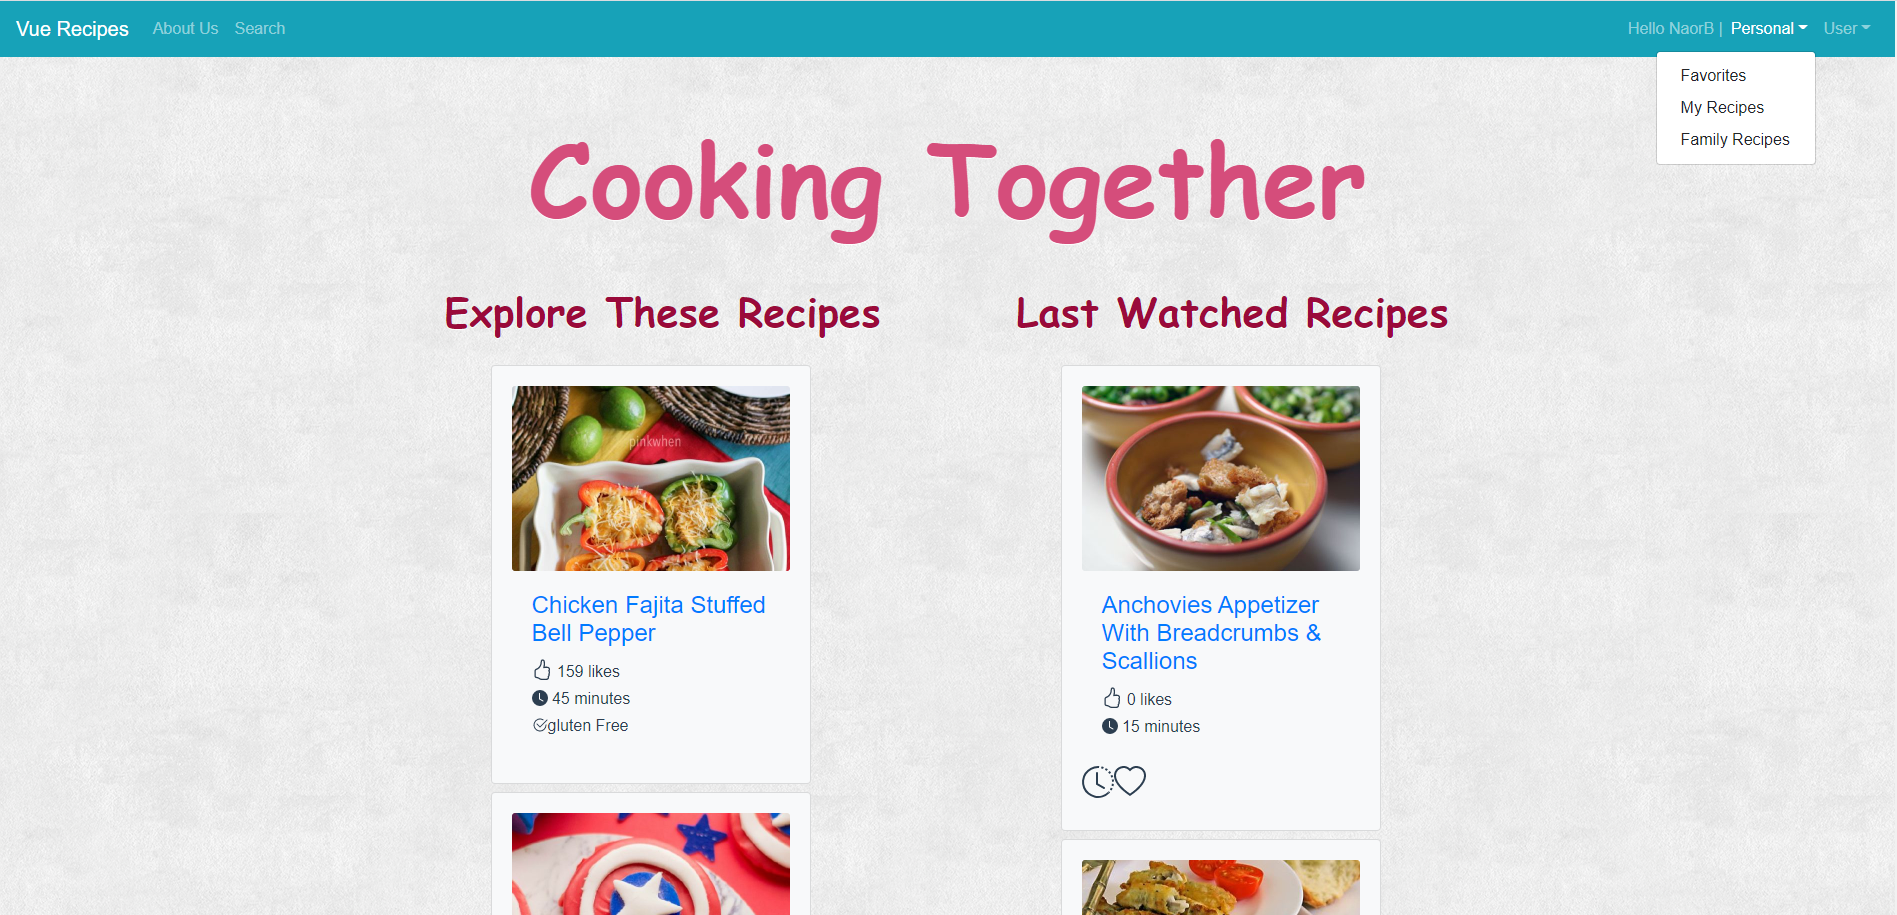 Vue Recipes About Us Search Hello NaorB | Personal User
Favorites
My Recipes
Family Recipes
Cooking Together
Explore These Recipes
pinkwhen
Chicken Fajita Stuffed
Bell Pepper
159 likes
45 minutes
gluten Free
Last Watched Recipes
Anchovies Appetizer
With Breadcrumbs &
Scallions
0 likes
15 minutes